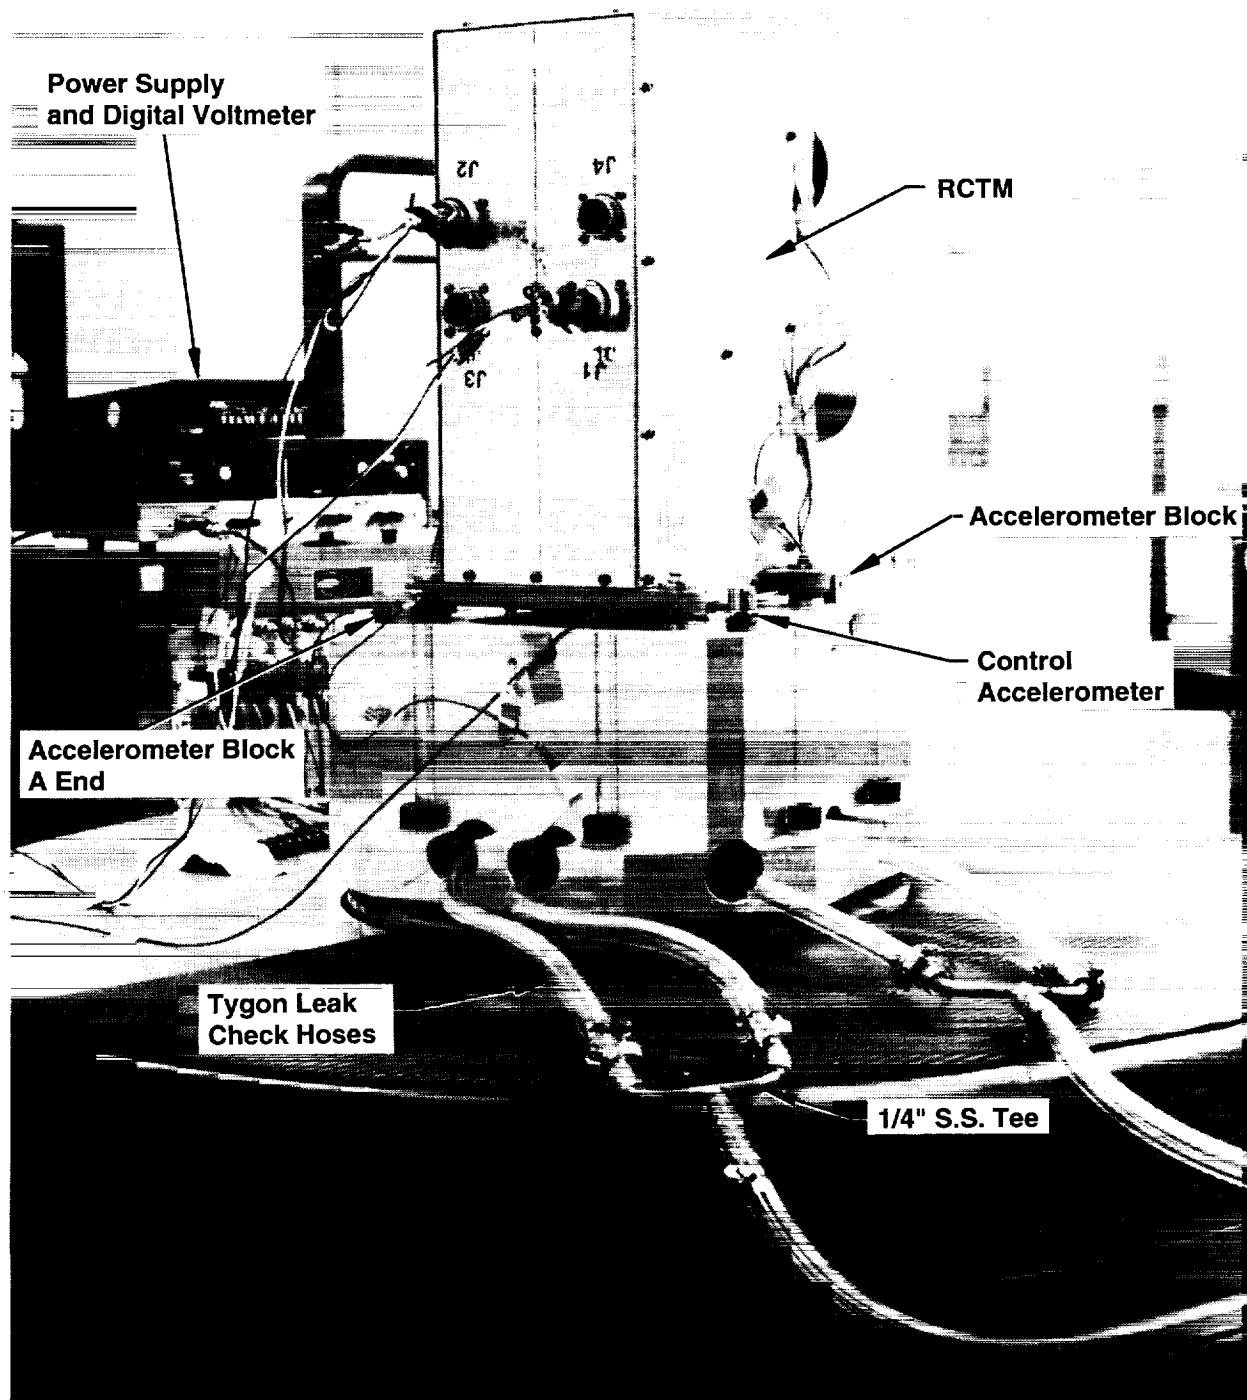 Power Supply
and Digital Voltmeter
J2
J4
RCTM
J3
J1
Accelerometer Block
Control
Accelerometer
Accelerometer Block
A End
Tygon Leak
Check Hoses
1/4" S.S. Tee